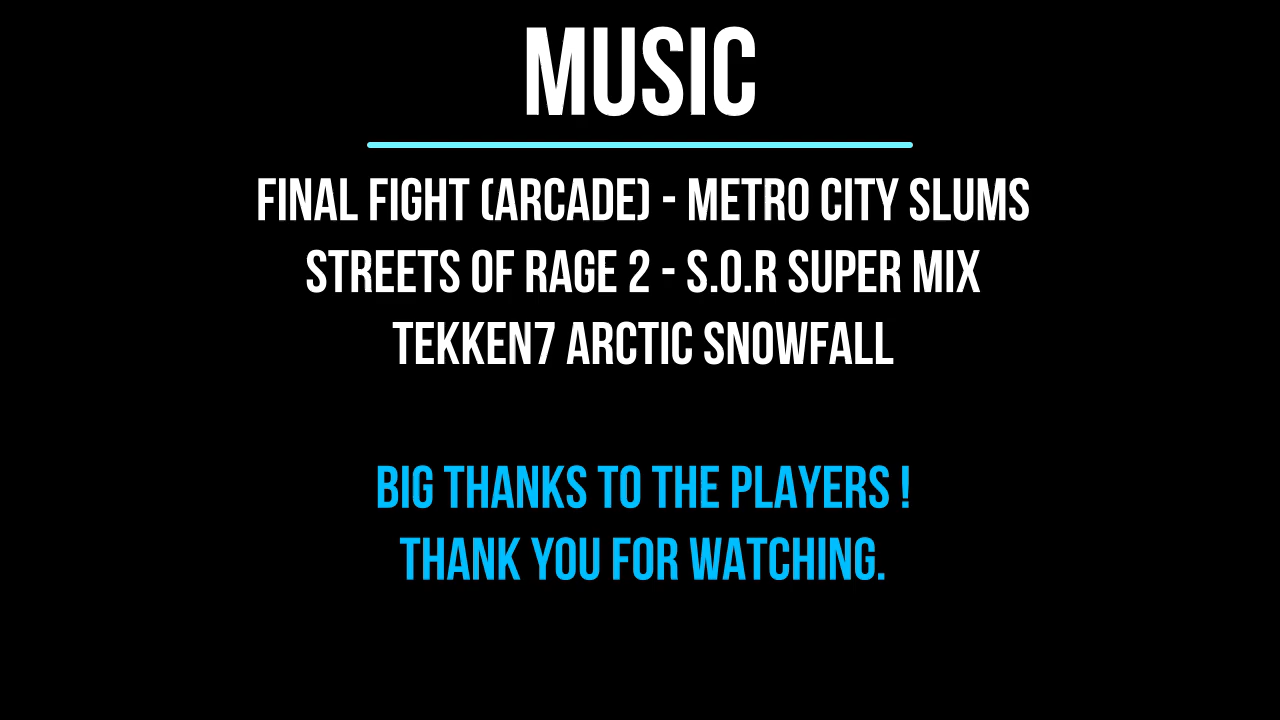 MUSIC
FINAL FIGHT (ARCADE) - METRO CITY SLUMS
STREETS OF RAGE 2 - S.O.R SUPER MIX
TEKKEN7 ARCTIC SNOWFALL
BIG THANKS TO THE PLAYERS !
THANK YOU FOR WATCHING.